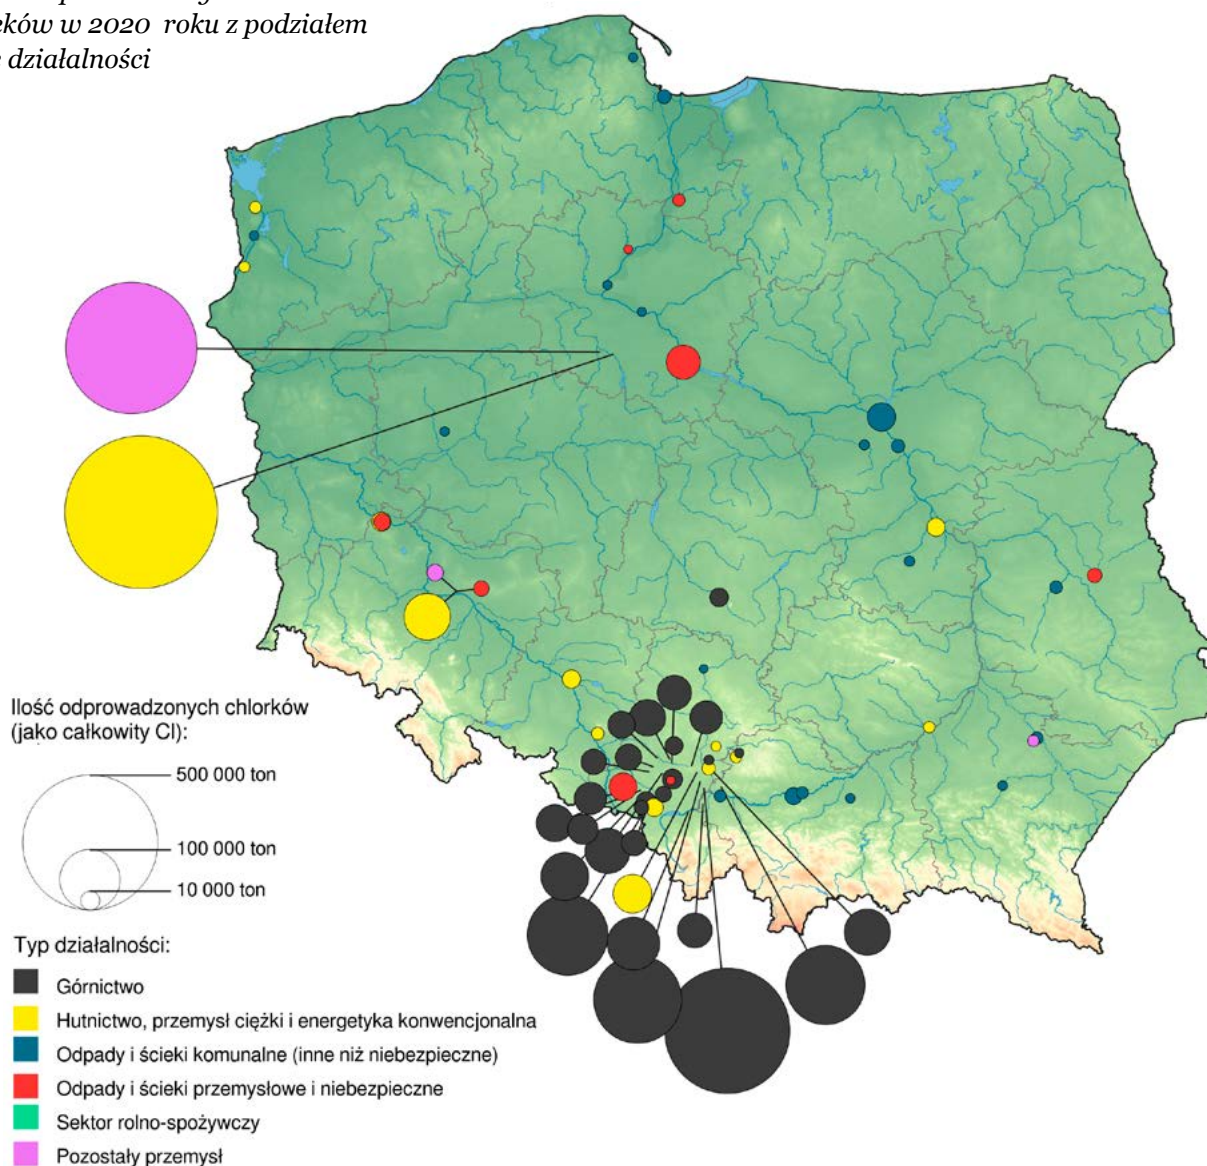 w 2020 roku z podziałem
działalności
Ilość odprowadzonych chlorków
(jako całkowity Cl):
500 000 ton
100 000 ton
10 000 ton
Typ działalności:
Górnictwo
Hutnictwo, przemysł ciężki i energetyka konwencjonalna
Odpady i ścieki komunalne (inne niż niebezpieczne)
Odpady i ścieki przemysłowe i niebezpieczne
Sektor rolno-spożywczy
Pozostały przemysł